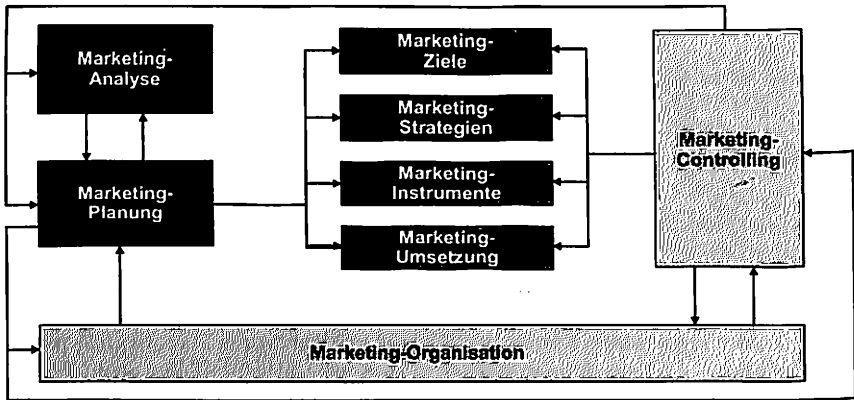 Marketing-
Analyse
Marketing-
Planung
Marketing-
Ziele
Marketing-
Strategien
Marketing-
Instrumente
Marketing-
Umsetzung
Marketing-
Controlling
Marketing-Organisation